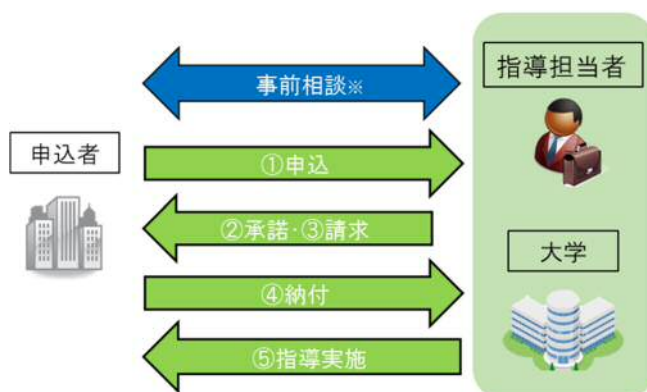 指導担当者
事前相談※
申込者
①申込
②承諾・③請求
大学
④納付
⑤指導実施